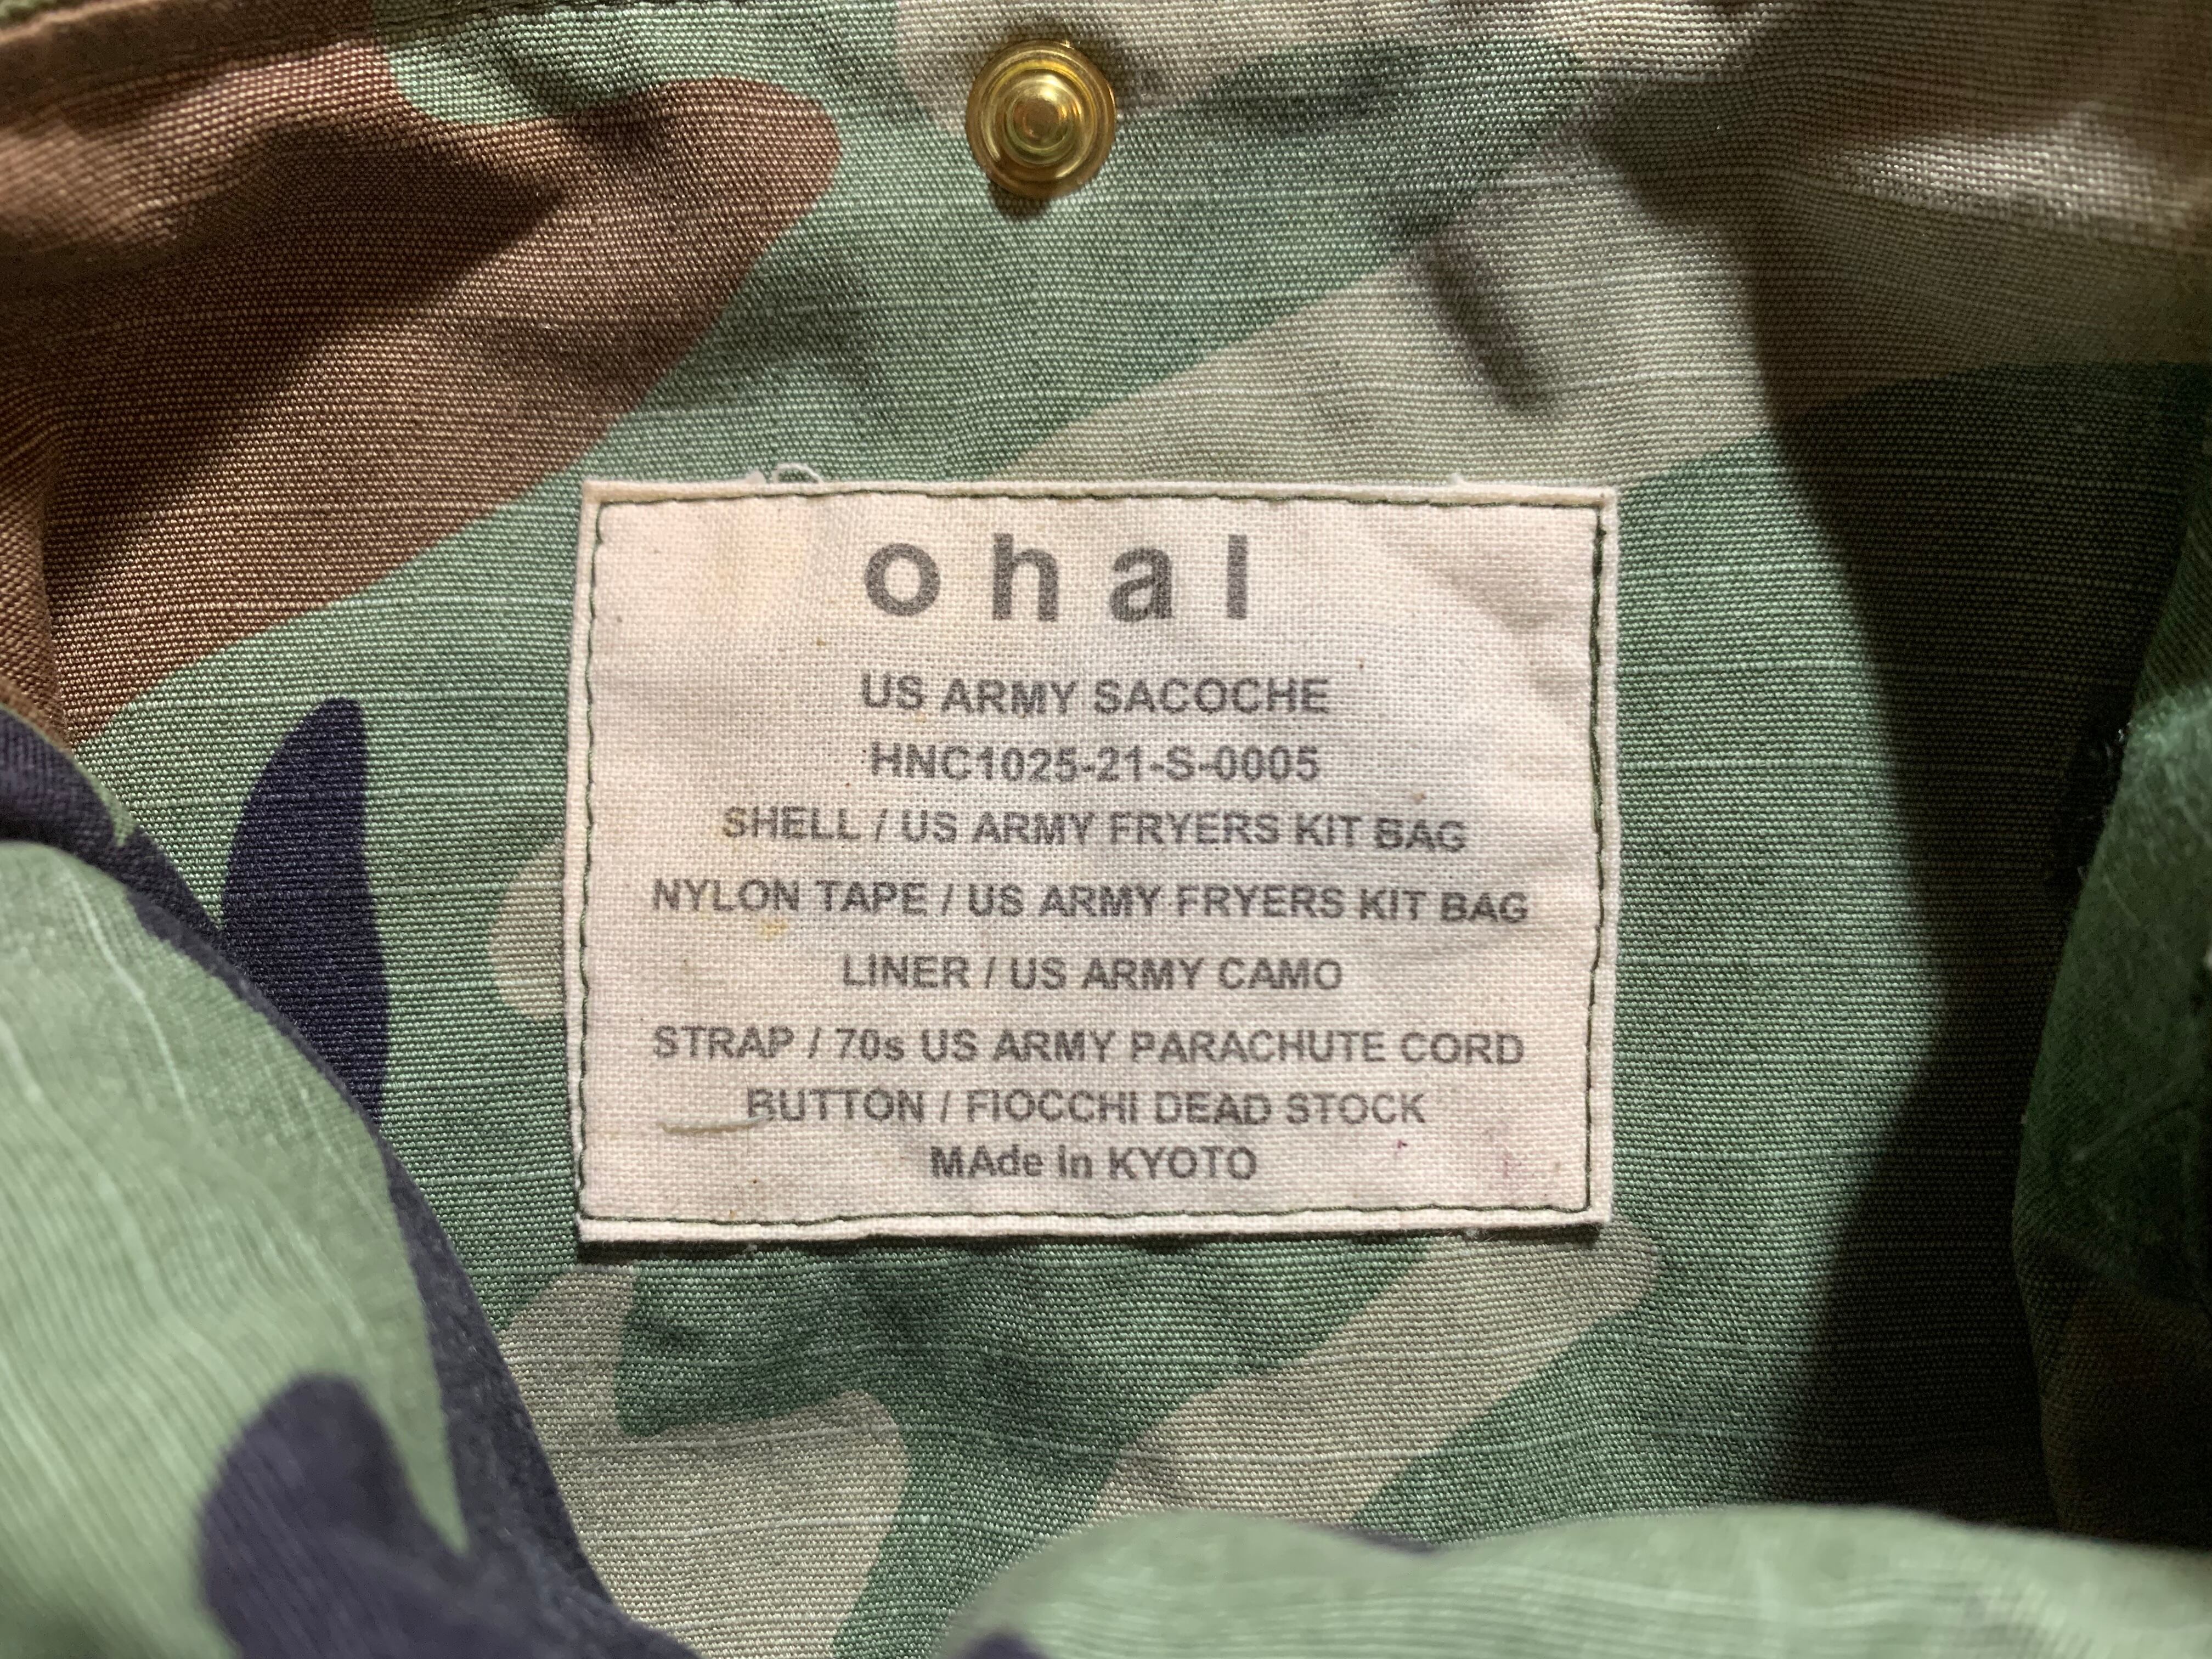 ohal
US ARMY SACOCHE
HNC1025-21-S-0005
SHELL / US ARMY FRYERS KIT BAG
NYLON TAPE / US ARMY FRYERS KIT BAG
LINER / US ARMY CAMO
STRAP / 70s US ARMY PARACHUTE CORD
BUTTON / FIOCCHI DEAD STOCK
MAde in KYOTO